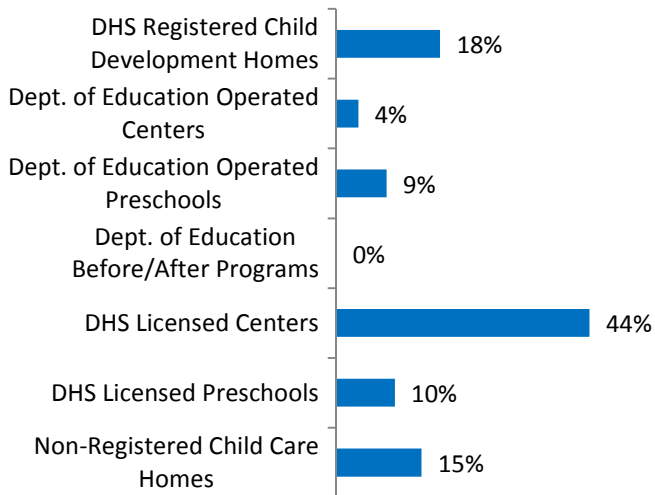 DHS Registered Child
Development Homes
18%
Dept. of Education Operated
Centers
4%
Dept. of Education Operated
Preschools
9%
Dept. of Education
Before/After Programs
0%
DHS Licensed Centers
44%
DHS Licensed Preschools
10%
Non-Registered Child Care
Homes
15%